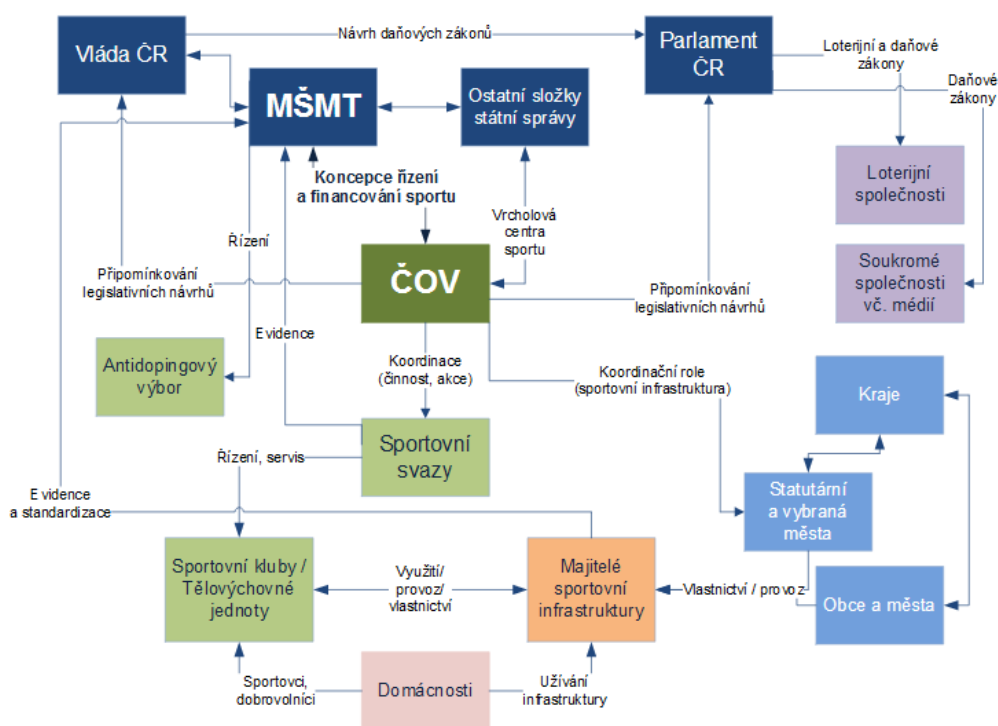 Vláda ČR
Návrh daňových zákonů
Parlament
ČR
Loterijní a daňové
zákony
Daňové
zákony
MŠMT
Ostatní složky
státní správy
Loterijní
společnosti
Koncepce řízení
a financování sportu
Vrcholová
centra
sportu
Řízení
Připomínkování
legislativních návrhů
ČOV
Připomínkování
legislativních návrhů
Soukromé
společnosti
vč. médií
Evidence
Antidopingový
výbor
Koordinace
(činnost, akce)
Koordinační role
(sportovní infrastruktura)
Kraje
Sportovní
svazy
Řízení, servis
Evidence
a standardizace
Statutární
a vybraná
města
Sportovní kluby /
Tělovýchovné
jednoty
Využití/
provoz/
vlastnictví
Majitelé
sportovní
infrastruktury
Vlastnictví / provoz
Obce a města
Sportovci,
dobrovolníci
Domácnosti
Užívání
infrastruktury